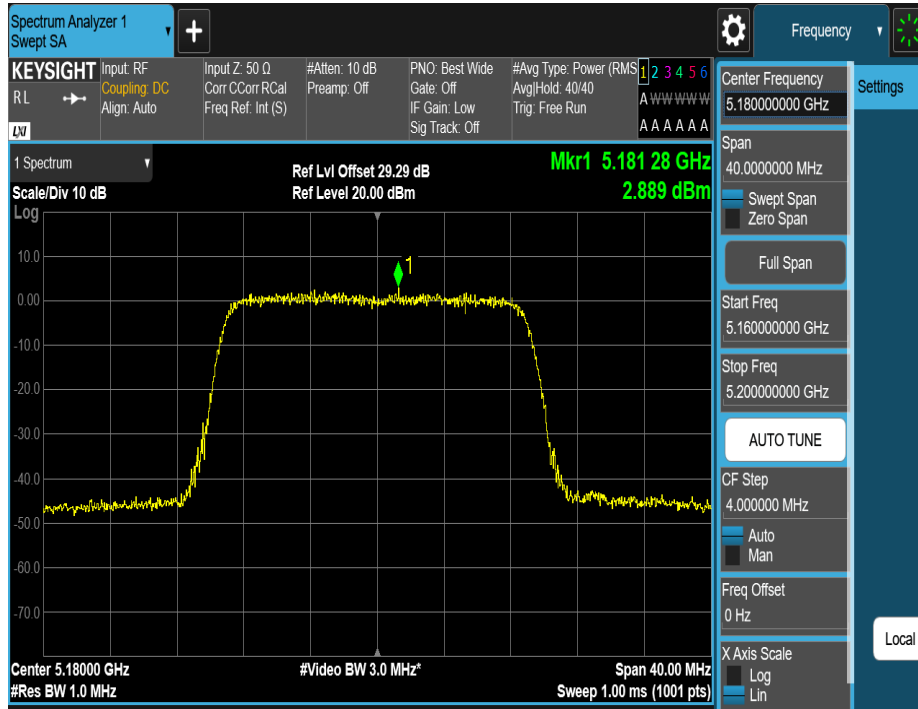 Spectrum Analyzer 1
Swept SA
+
Frequency
KEYSIGHT
R L
LXI
Input: RF
Coupling: DC
Align: Auto
Input Z: 50 Ω
Corr CCorr RCal
Freq Ref: Int (S)
#Atten: 10 dB
Preamp: Off
PNO: Best Wide
Gate: Off
IF Gain: Low
Sig Track: Off
#Avg Type: Power (RMS
Avg|Hold: 40/40
Trig: Free Run
1 2 3 4 5 6
A W W W W W
A A A A A A
1 Spectrum
Scale/Div 10 dB
Log
Ref Lvl Offset 29.29 dB
Ref Level 20.00 dBm
Mkr1 5.181 28 GHz
2.889 dBm
10.0
0.00
-10.0
-20.0
-30.0
-40.0
-50.0
-60.0
-70.0
1
Center 5.18000 GHz
#Res BW 1.0 MHz
#Video BW 3.0 MHz*
Span 40.00 MHz
Sweep 1.00 ms (1001 pts)
Center Frequency
5.180000000 GHz
Span
40.0000000 MHz
Swept Span
Zero Span
Full Span
Start Freq
5.160000000 GHz
Stop Freq
5.200000000 GHz
AUTO TUNE
CF Step
4.000000 MHz
Auto
Man
Freq Offset
0 Hz
X Axis Scale
Log
Lin
Settings
Local